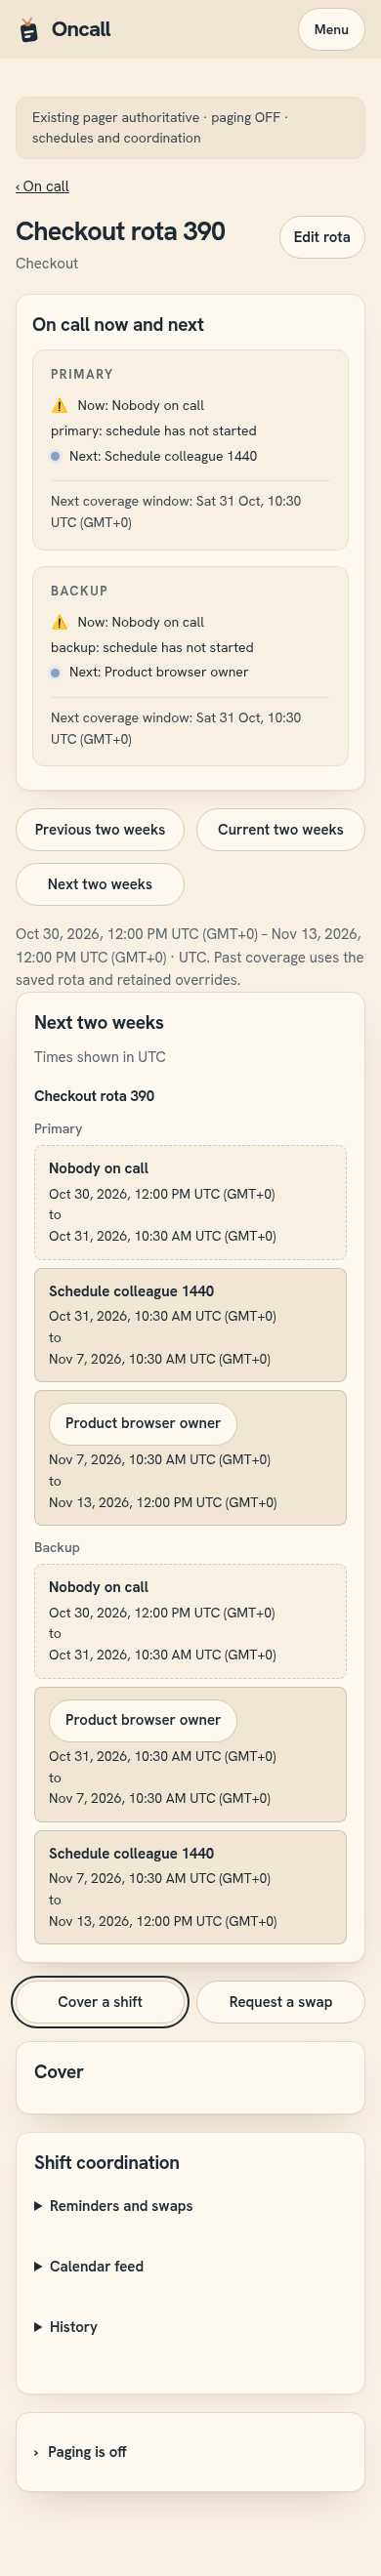 Oncall
Menu
Existing pager authoritative · paging OFF ·
schedules and coordination
‹ On call
Checkout rota 390
Edit rota
Checkout
On call now and next
PRIMARY
⚠️ Now: Nobody on call
primary: schedule has not started
Next: Schedule colleague 1440
Next coverage window: Sat 31 Oct, 10:30
UTC (GMT+0)
BACKUP
⚠️ Now: Nobody on call
backup: schedule has not started
Next: Product browser owner
Next coverage window: Sat 31 Oct, 10:30
UTC (GMT+0)
Previous two weeks
Current two weeks
Next two weeks
Oct 30, 2026, 12:00 PM UTC (GMT+0) – Nov 13, 2026,
12:00 PM UTC (GMT+0) · UTC. Past coverage uses the
saved rota and retained overrides.
Next two weeks
Times shown in UTC
Checkout rota 390
Primary
Nobody on call
Oct 30, 2026, 12:00 PM UTC (GMT+0)
to
Oct 31, 2026, 10:30 AM UTC (GMT+0)
Schedule colleague 1440
Oct 31, 2026, 10:30 AM UTC (GMT+0)
to
Nov 7, 2026, 10:30 AM UTC (GMT+0)
Product browser owner
Nov 7, 2026, 10:30 AM UTC (GMT+0)
to
Nov 13, 2026, 12:00 PM UTC (GMT+0)
Backup
Nobody on call
Oct 30, 2026, 12:00 PM UTC (GMT+0)
to
Oct 31, 2026, 10:30 AM UTC (GMT+0)
Product browser owner
Oct 31, 2026, 10:30 AM UTC (GMT+0)
to
Nov 7, 2026, 10:30 AM UTC (GMT+0)
Schedule colleague 1440
Nov 7, 2026, 10:30 AM UTC (GMT+0)
to
Nov 13, 2026, 12:00 PM UTC (GMT+0)
Cover a shift
Request a swap
Cover
Shift coordination
▶ Reminders and swaps
▶ Calendar feed
▶ History
› Paging is off